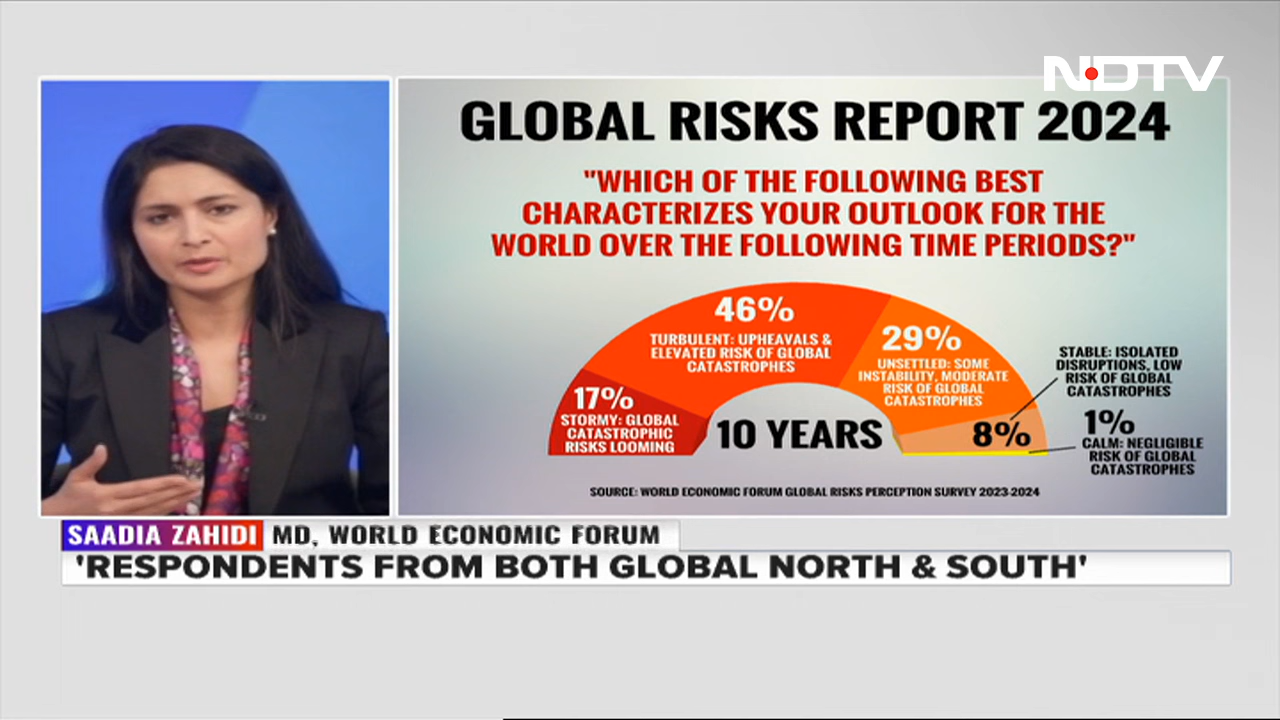 NDTV
GLOBAL RISKS REPORT 2024
"WHICH OF THE FOLLOWING BEST
CHARACTERIZES YOUR OUTLOOK FOR THE
WORLD OVER THE FOLLOWING TIME PERIODS?"
46%
TURBULENT: UPHEAVALS &
ELEVATED RISK OF GLOBAL
CATASTROPHES
29%
UNSETTLED: SOME
INSTABILITY, MODERATE
RISK OF GLOBAL
CATASTROPHES
STABLE: ISOLATED
DISRUPTIONS, LOW
RISK OF GLOBAL
CATASTROPHES
17%
STORMY: GLOBAL
CATASTROPHIC
RISKS LOOMING
10 YEARS
8%
1%
CALM: NEGLIGIBLE
RISK OF GLOBAL
CATASTROPHES
SOURCE: WORLD ECONOMIC FORUM GLOBAL RISKS PERCEPTION SURVEY 2023-2024
SAADIA ZAHIDI MD, WORLD ECONOMIC FORUM
'RESPONDENTS FROM BOTH GLOBAL NORTH & SOUTH'